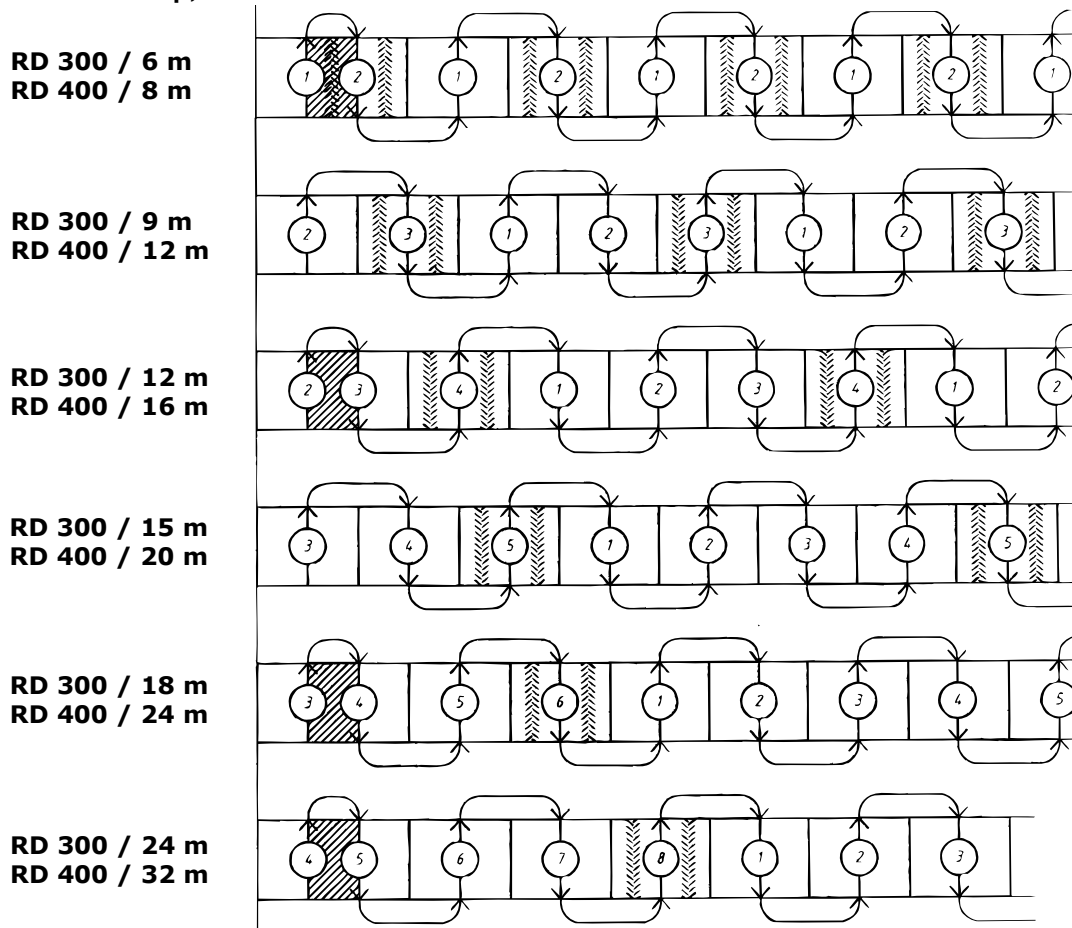 RD 300 / 6 m
RD 400 / 8 m
1 2 1 2 1 2 1 2 1
RD 300 / 9 m
RD 400 / 12 m
2 3 1 2 3 1 2 3
RD 300 / 12 m
RD 400 / 16 m
2 3 4 1 2 3 4 1 2
RD 300 / 15 m
RD 400 / 20 m
3 4 5 1 2 3 4 5
RD 300 / 18 m
RD 400 / 24 m
3 4 5 6 1 2 3 4 5
RD 300 / 24 m
RD 400 / 32 m
4 5 6 7 8 1 2 3